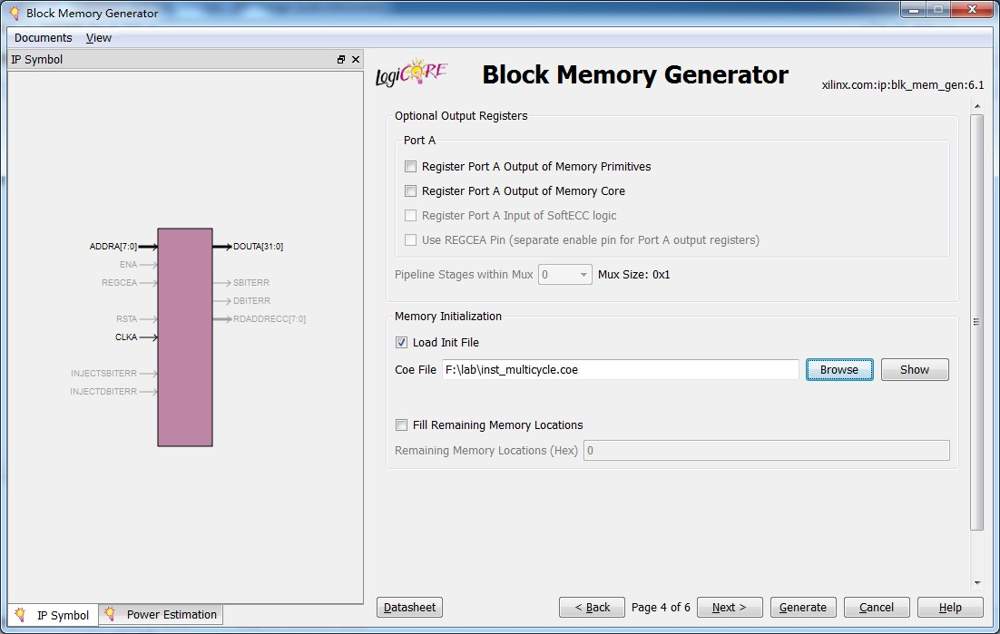 Block Memory Generator
Documents View
IP Symbol
LogiCORE
Block Memory Generator
xilinx.com:ip:blk_mem_gen:6.1
ADDRA[7:0]
ENA
REGCEA
RSTA
CLKA
INJECTSBITERR
INJECTDBITERR
DOUTA[31:0]
SBITERR
DBITERR
RDADDRECC[7:0]
Optional Output Registers
Port A
Register Port A Output of Memory Primitives
Register Port A Output of Memory Core
Register Port A Input of SoftECC logic
Use REGCEA Pin (separate enable pin for Port A output registers)
Pipeline Stages within Mux 0 Mux Size: 0x1
Memory Initialization
Load Init File
Coe File F:\lab\inst_multicycle.coe Browse Show
Fill Remaining Memory Locations
Remaining Memory Locations (Hex) 0
IP Symbol Power Estimation
Datasheet < Back Page 4 of 6 Next > Generate Cancel Help